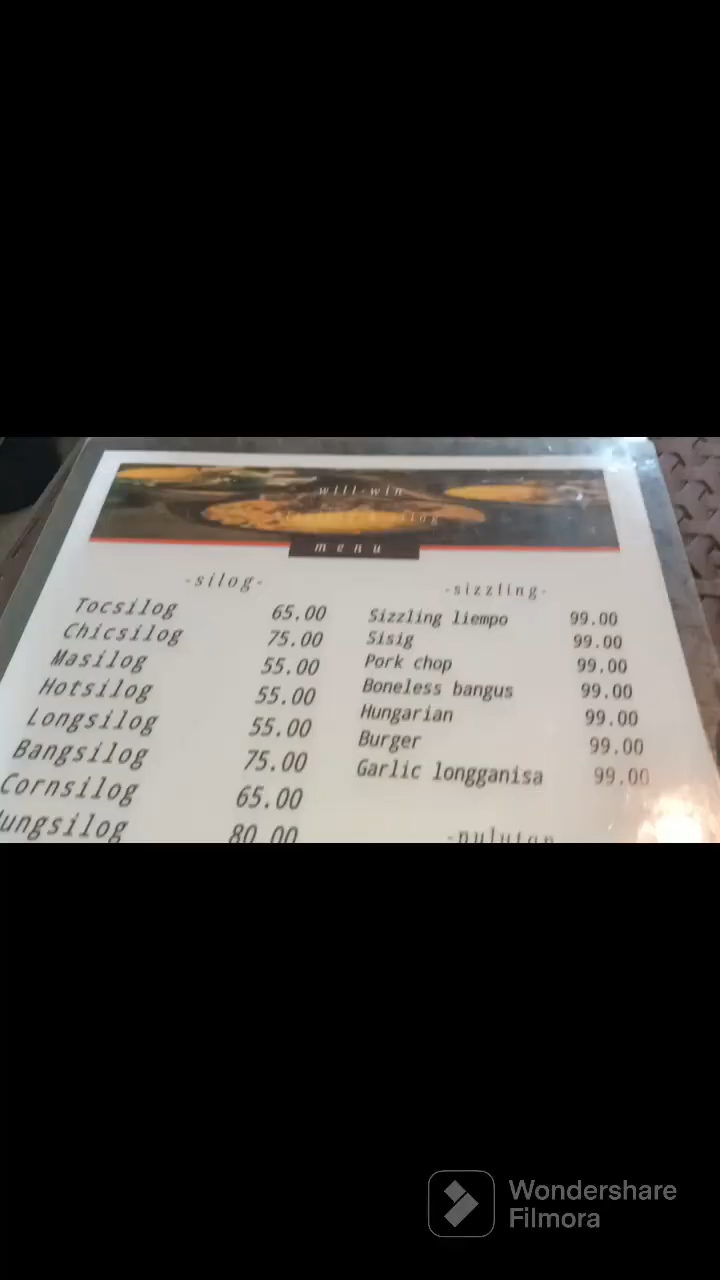 will-win
menu
-silog-
Tocsilog 65.00
Chicsilog 75.00
Masilog 55.00
Hotsilog 55.00
Longsilog 55.00
Bangsilog 75.00
Cornsilog 65.00
ungsilog 80.00
-sizzling-
Sizzling liempo 99.00
Sisig 99.00
Pork chop 99.00
Boneless bangus 99.00
Hungarian 99.00
Burger 99.00
Garlic longganisa 99.00
-pulutan
Wondershare
Filmora